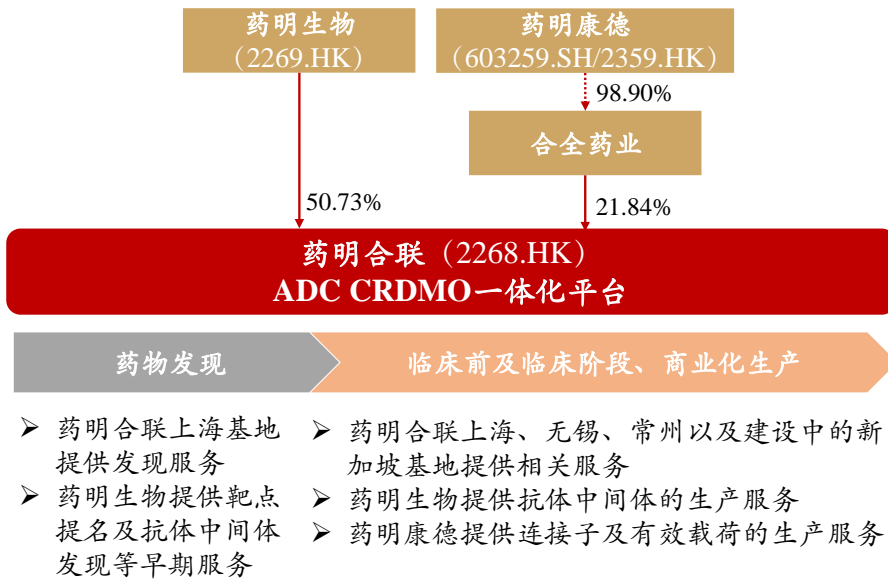 药明生物
（2269.HK）
药明康德
（603259.SH/2359.HK）
98.90%
合全药业
50.73%
21.84%
药明合联（2268.HK）
ADC CRDMO一体化平台
药物发现
临床前及临床阶段、商业化生产
➢ 药明合联上海基地
提供发现服务
➢ 药明生物提供靶点
提名及抗体中间体
发现等早期服务
➢ 药明合联上海、无锡、常州以及建设中的新
加坡基地提供相关服务
➢ 药明生物提供抗体中间体的生产服务
➢ 药明康德提供连接子及有效载荷的生产服务